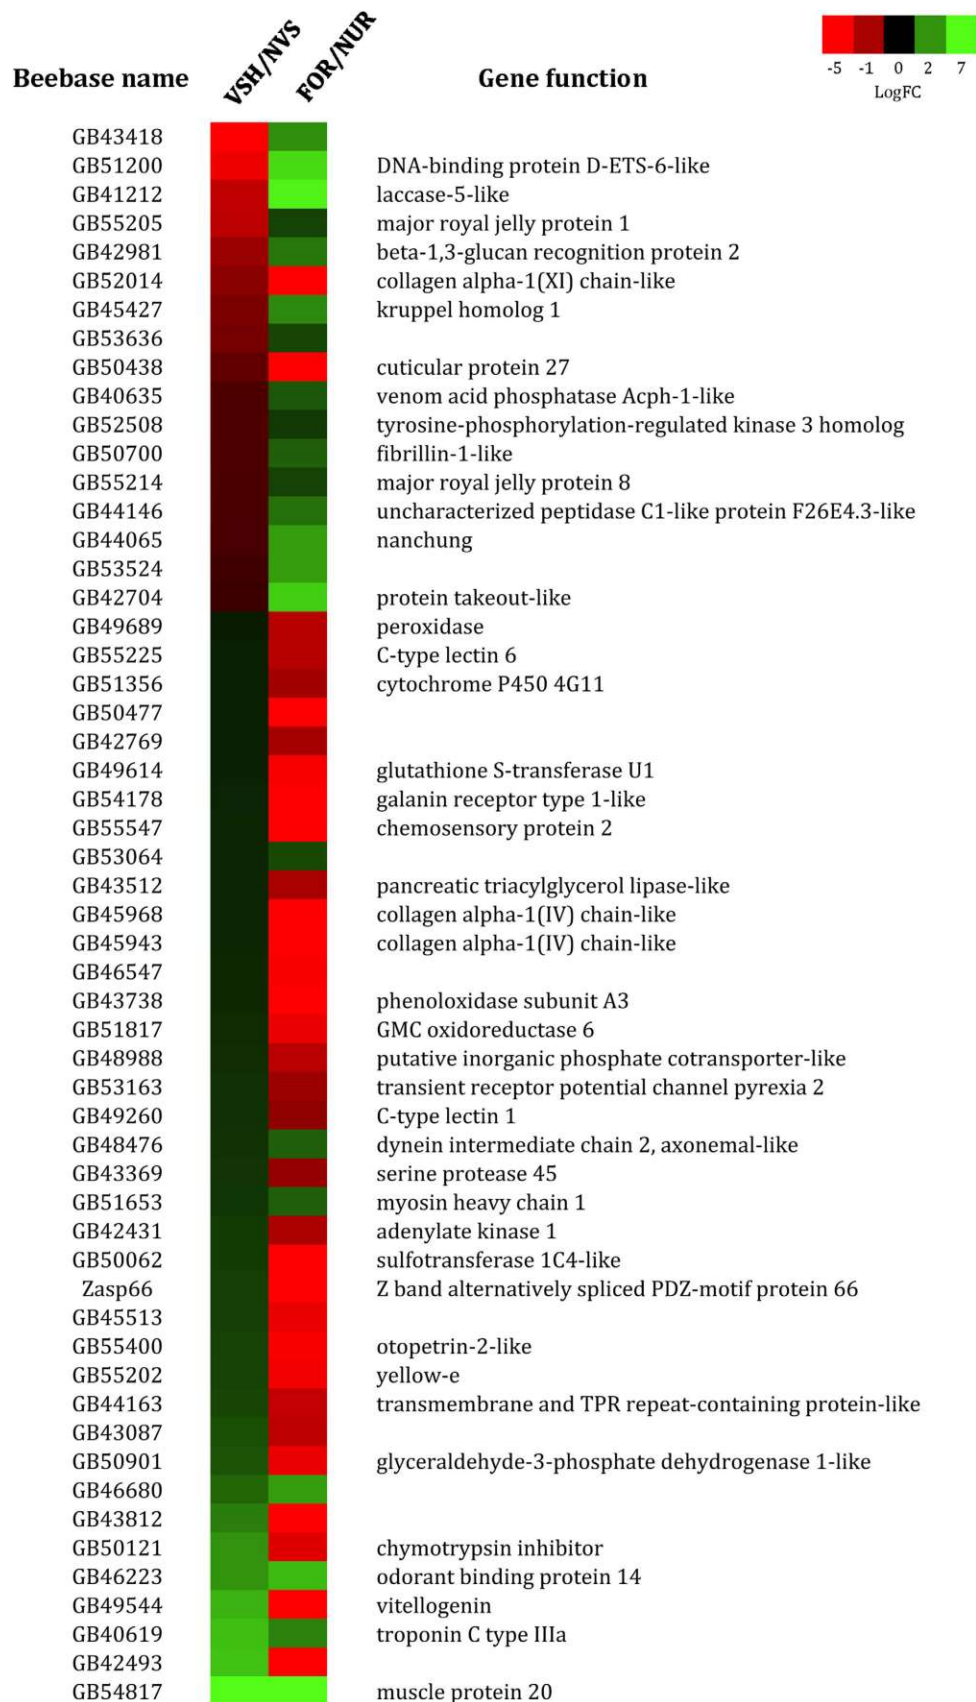 Beebase name VSH/NVS FOR/NUR Gene function
-5 -1 0 2 7
LogFC
GB43418
GB51200 DNA-binding protein D-ETS-6-like
GB41212 laccase-5-like
GB55205 major royal jelly protein 1
GB42981 beta-1,3-glucan recognition protein 2
GB52014 collagen alpha-1(XI) chain-like
GB45427 kruppel homolog 1
GB53636
GB50438 cuticular protein 27
GB40635 venom acid phosphatase Acph-1-like
GB52508 tyrosine-phosphorylation-regulated kinase 3 homolog
GB50700 fibrillin-1-like
GB55214 major royal jelly protein 8
GB44146 uncharacterized peptidase C1-like protein F26E4.3-like
GB44065 nanchung
GB53524
GB42704 protein takeout-like
GB49689 peroxidase
GB55225 C-type lectin 6
GB51356 cytochrome P450 4G11
GB50477
GB42769
GB49614 glutathione S-transferase U1
GB54178 galanin receptor type 1-like
GB55547 chemosensory protein 2
GB53064
GB43512 pancreatic triacylglycerol lipase-like
GB45968 collagen alpha-1(IV) chain-like
GB45943 collagen alpha-1(IV) chain-like
GB46547
GB43738 phenoloxidase subunit A3
GB51817 GMC oxidoreductase 6
GB48988 putative inorganic phosphate cotransporter-like
GB53163 transient receptor potential channel pyrexia 2
GB49260 C-type lectin 1
GB48476 dynein intermediate chain 2, axonemal-like
GB43369 serine protease 45
GB51653 myosin heavy chain 1
GB42431 adenylate kinase 1
GB50062 sulfotransferase 1C4-like
Zasp66 Z band alternatively spliced PDZ-motif protein 66
GB45513
GB55400 otopetrin-2-like
GB55202 yellow-e
GB44163 transmembrane and TPR repeat-containing protein-like
GB43087
GB50901 glyceraldehyde-3-phosphate dehydrogenase 1-like
GB46680
GB43812
GB50121 chymotrypsin inhibitor
GB46223 odorant binding protein 14
GB49544 vitellogenin
GB40619 troponin C type IIIa
GB42493
GB54817 muscle protein 20